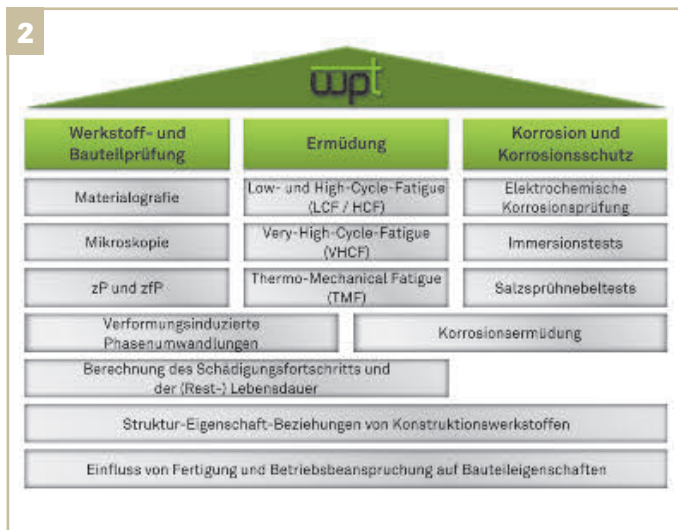 2
wpt
Werkstoff- und
Bauteilprüfung
Ermüdung
Korrosion und
Korrosionsschutz
Materialografie
Low- und High-Cycle-Fatigue
(LCF / HCF)
Elektrochemische
Korrosionsprüfung
Mikroskopie
Very-High-Cycle-Fatigue
(VHCF)
Immersionstests
zP und zfP
Thermo-Mechanical Fatigue
(TMF)
Salzsprühnebeltests
Verformungsinduzierte
Phasenumwandlungen
Korrosionsermüdung
Berechnung des Schädigungsfortschritts und
der (Rest-) Lebensdauer
Struktur-Eigenschaft-Beziehungen von Konstruktionswerkstoffen
Einfluss von Fertigung und Betriebsbeanspruchung auf Bauteileigenschaften